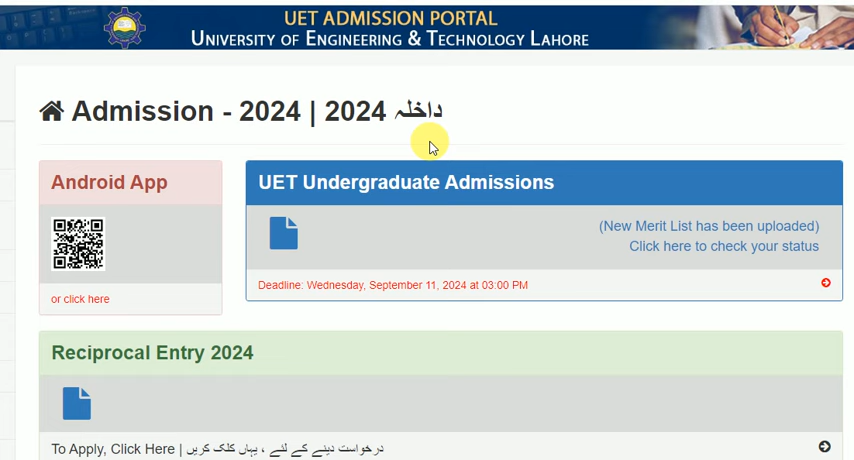 UET ADMISSION PORTAL
UNIVERSITY OF ENGINEERING & TECHNOLOGY LAHORE
Admission - 2024 | 2024 داخلہ
Android App
or click here
UET Undergraduate Admissions
(New Merit List has been uploaded)
Click here to check your status
Deadline: Wednesday, September 11, 2024 at 03:00 PM
Reciprocal Entry 2024
To Apply, Click Here | درخواست دینے کے لئے ، یہاں کلک کریں